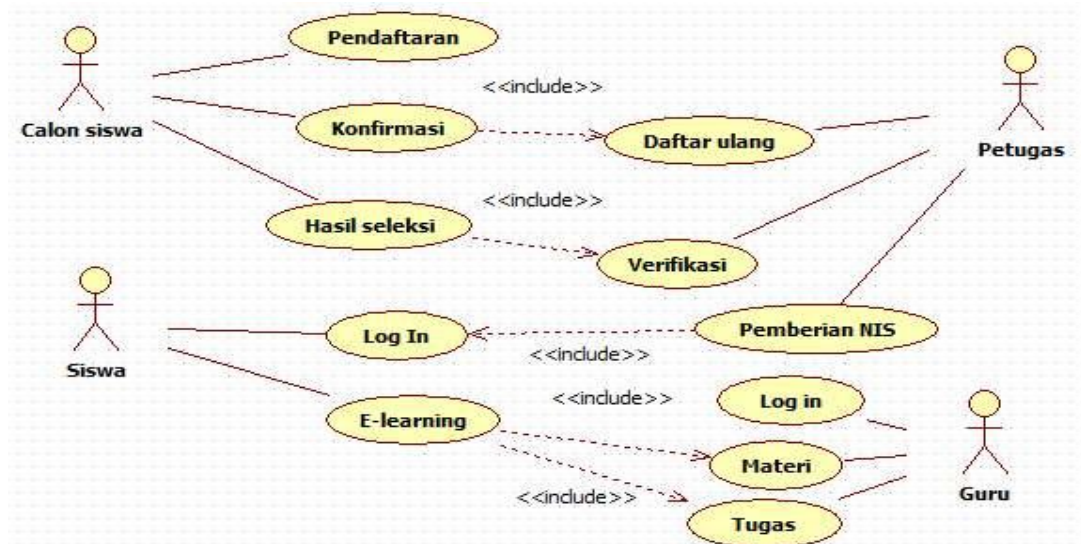 Pendaftaran
<<include>>
Calon siswa
Konfirmasi
Daftar ulang
Petugas
<<include>>
Hasil seleksi
Verifikasi
Siswa
Log In
Pemberian NIS
<<include>>
E-learning
<<include>>
Log in
Materi
Guru
<<include>>
Tugas